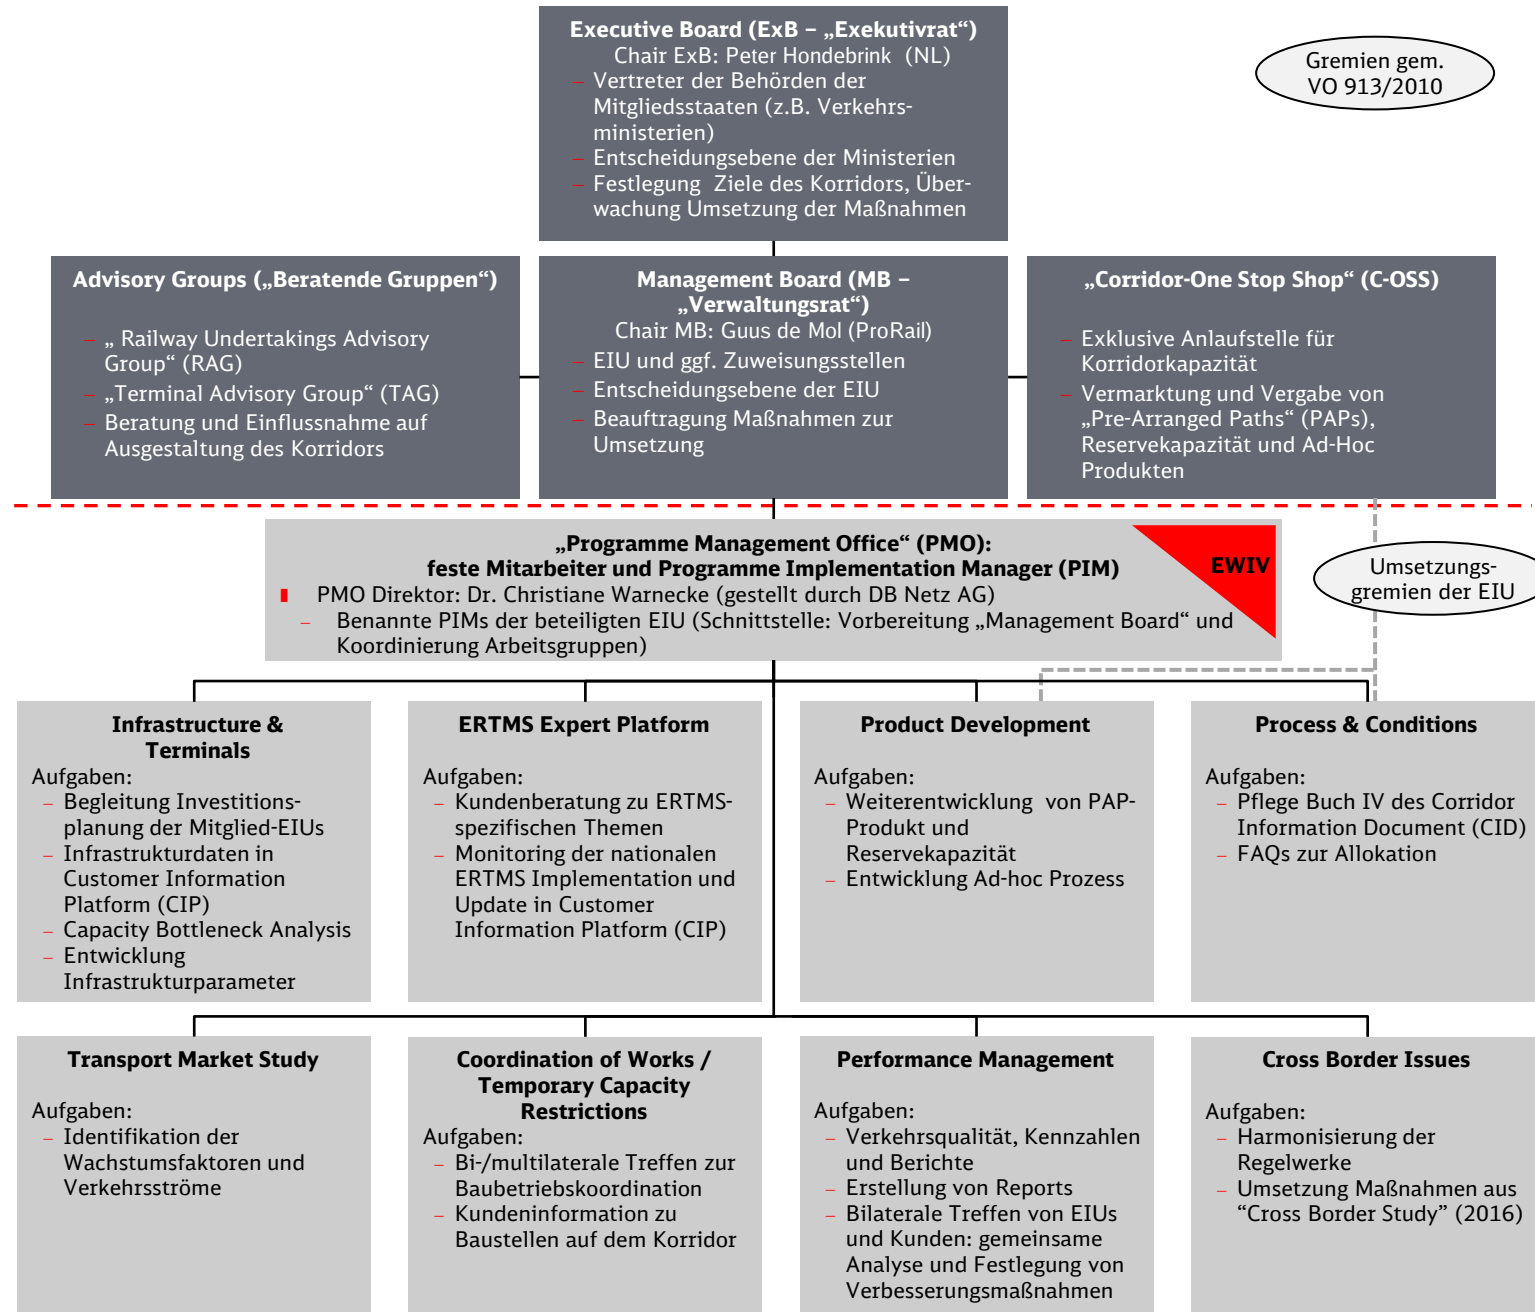 Executive Board (ExB – „Exekutivrat“)
Chair ExB: Peter Hondebrink (NL)
– Vertreter der Behörden der
Mitgliedsstaaten (z.B. Verkehrs-
ministerien)
– Entscheidungsebene der Ministerien
– Festlegung Ziele des Korridors, Über-
wachung Umsetzung der Maßnahmen
Gremien gem.
VO 913/2010
Advisory Groups („Beratende Gruppen“)
– „ Railway Undertakings Advisory
Group“ (RAG)
– „Terminal Advisory Group“ (TAG)
– Beratung und Einflussnahme auf
Ausgestaltung des Korridors
Management Board (MB –
„Verwaltungsrat“)
Chair MB: Guus de Mol (ProRail)
– EIU und ggf. Zuweisungsstellen
– Entscheidungsebene der EIU
– Beauftragung Maßnahmen zur
Umsetzung
„Corridor-One Stop Shop“ (C-OSS)
– Exklusive Anlaufstelle für
Korridorkapazität
– Vermarktung und Vergabe von
„Pre-Arranged Paths“ (PAPs),
Reservekapazität und Ad-Hoc
Produkten
„Programme Management Office“ (PMO):
feste Mitarbeiter und Programme Implementation Manager (PIM)
PMO Direktor: Dr. Christiane Warnecke (gestellt durch DB Netz AG)
– Benannte PIMs der beteiligten EIU (Schnittstelle: Vorbereitung „Management Board“ und
Koordinierung Arbeitsgruppen)
EWIV
Umsetzungs-
gremien der EIU
Infrastructure &
Terminals
Aufgaben:
– Begleitung Investitions-
planung der Mitglied-EIUs
– Infrastrukturdaten in
Customer Information
Platform (CIP)
– Capacity Bottleneck Analysis
– Entwicklung
Infrastrukturparameter
ERTMS Expert Platform
Aufgaben:
– Kundenberatung zu ERTMS-
spezifischen Themen
– Monitoring der nationalen
ERTMS Implementation und
Update in Customer
Information Platform (CIP)
Product Development
Aufgaben:
– Weiterentwicklung von PAP-
Produkt und
Reservekapazität
– Entwicklung Ad-hoc Prozess
Process & Conditions
Aufgaben:
– Pflege Buch IV des Corridor
Information Document (CID)
– FAQs zur Allokation
Transport Market Study
Aufgaben:
– Identifikation der
Wachstumsfaktoren und
Verkehrsströme
Coordination of Works /
Temporary Capacity
Restrictions
Aufgaben:
– Bi-/multilaterale Treffen zur
Baubetriebskoordination
– Kundeninformation zu
Baustellen auf dem Korridor
Performance Management
Aufgaben:
– Verkehrsqualität, Kennzahlen
und Berichte
– Erstellung von Reports
– Bilaterale Treffen von EIUs
und Kunden: gemeinsame
Analyse und Festlegung von
Verbesserungsmaßnahmen
Cross Border Issues
Aufgaben:
– Harmonisierung der
Regelwerke
– Umsetzung Maßnahmen aus
“Cross Border Study” (2016)